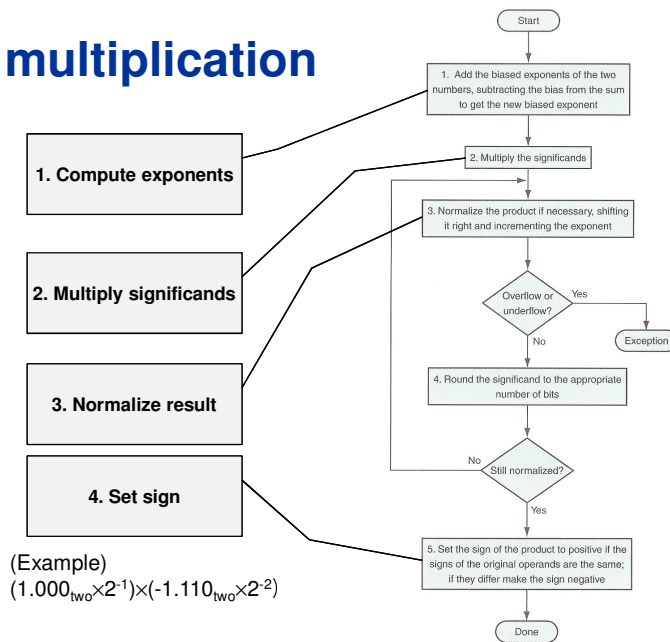 multiplication
1. Compute exponents
2. Multiply significands
3. Normalize result
4. Set sign
(Example)
(1.000two×2-1)×(-1.110two×2-2)
Start
1. Add the biased exponents of the two
numbers, subtracting the bias from the sum
to get the new biased exponent
2. Multiply the significands
3. Normalize the product if necessary, shifting
it right and incrementing the exponent
Overflow or
underflow?
Yes
Exception
No
4. Round the significand to the appropriate
number of bits
No
Still normalized?
Yes
5. Set the sign of the product to positive if the
signs of the original operands are the same;
if they differ make the sign negative
Done